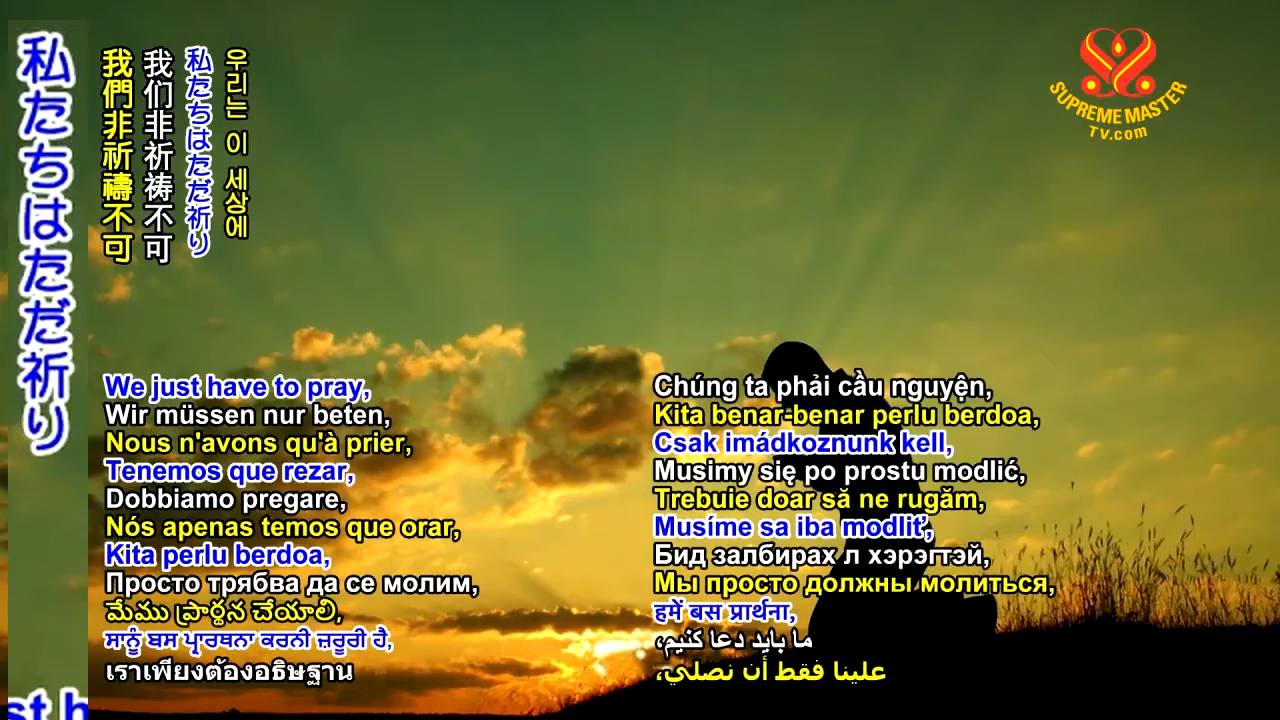 私たちはただ祈り
我們非祈禱不可
我们非祈祷不可
私たちはただ祈り
우리는 이 세상에
SUPREME MASTER
TV.com
We just have to pray,
Wir müssen nur beten,
Nous n'avons qu'à prier,
Tenemos que rezar,
Dobbiamo pregare,
Nós apenas temos que orar,
Kita perlu berdoa,
Просто трябва да се молим,
మేము ప్రార్థన చేయాలి,
ਸਾਨੂੰ ਬਸ ਪ੍ਰਾਰਥਨਾ ਕਰਨੀ ਜ਼ਰੂਰੀ ਹੈ,
เราเพียงต้องอธิษฐาน
Chúng ta phải cầu nguyện,
Kita benar-benar perlu berdoa,
Csak imádkoznunk kell,
Musimy się po prostu modlić,
Trebuie doar să ne rugăm,
Musíme sa iba modliť,
Бид залбирах л хэрэгтэй,
Мы просто должны молиться,
हमें बस प्रार्थना,
ما باید دعا کنیم،
علينا فقط أن نصلي،
st h